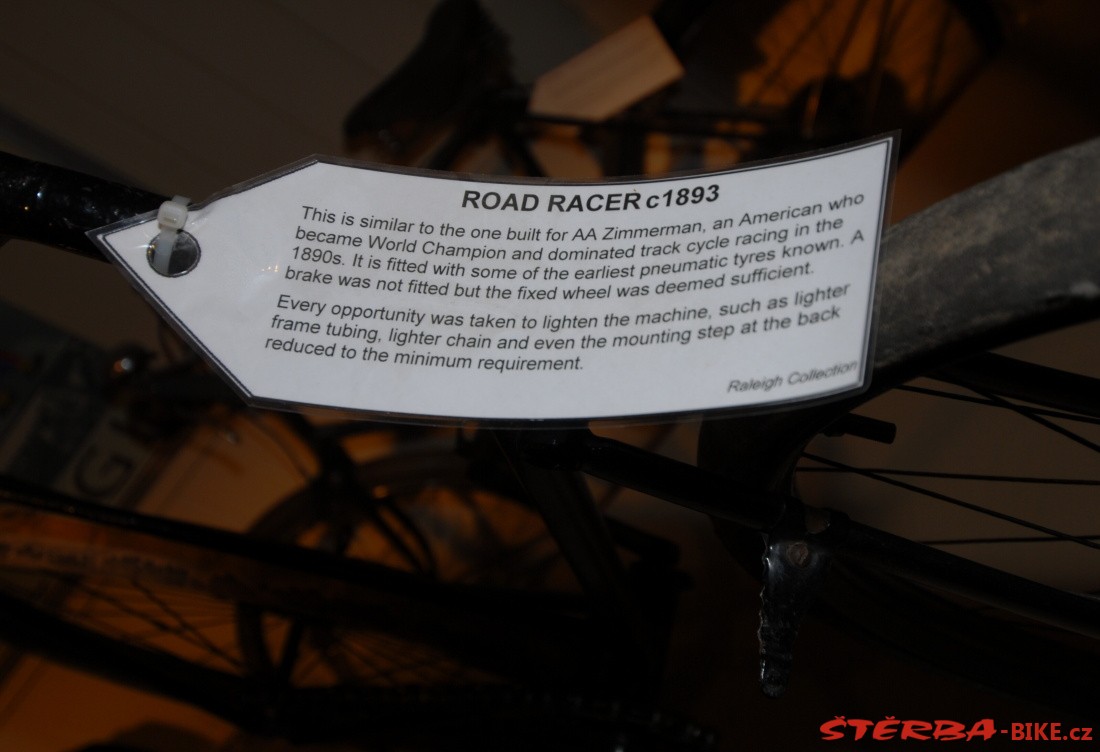 ROAD RACER c1893
This is similar to the one built for AA Zimmerman, an American who
became World Champion and dominated track cycle racing in the
1890s. It is fitted with some of the earliest pneumatic tyres known. A
brake was not fitted but the fixed wheel was deemed sufficient.
Every opportunity was taken to lighten the machine, such as lighter
frame tubing, lighter chain and even the mounting step at the back
reduced to the minimum requirement.
Raleigh Collection
G
ŠTĚRBA-BIKE.cz